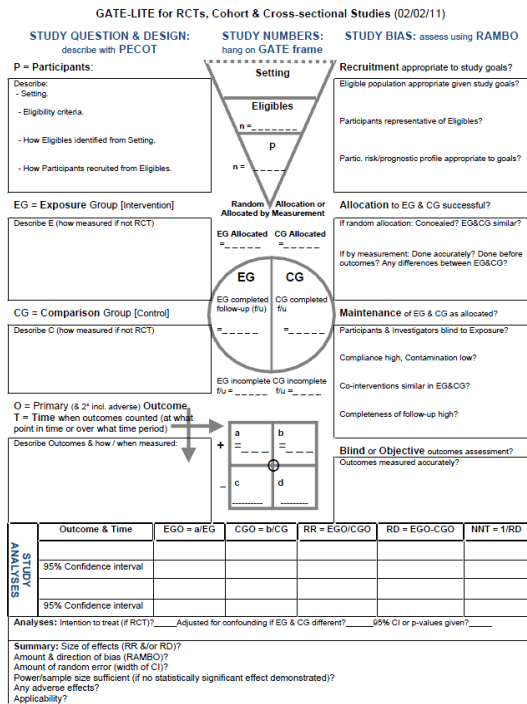 GATE-LITE for RCTs, Cohort & Cross-sectional Studies (02/02/11)
STUDY QUESTION & DESIGN:
describe with PECOT
STUDY NUMBERS:
hang on GATE frame
STUDY BIAS: assess using RAMBO
P = Participants:
Describe:
- Setting.
- Eligibility criteria.
- How Eligibles identified from Setting.
- How Participants recruited from Eligibles.
Setting
Eligibles
n = _ _ _ _ _ _ _
P
n = _ _ _ _ _
Recruitment appropriate to study goals?
Eligible population appropriate given study goals?
Participants representative of Eligibles?
Partic. risk/prognostic profile appropriate to goals?
EG = Exposure Group [Intervention]
Describe E (how measured if not RCT)
Random Allocation or
Allocated by Measurement
EG Allocated CG Allocated
=_ _ _ _ _ =_ _ _ _ _
Allocation to EG & CG successful?
If random allocation: Concealed? EG&CG similar?
If by measurement: Done accurately? Done before
outcomes? Any differences between EG&CG?
EG CG
EG completed
follow-up (f/u)
=_ _ _ _ _
CG completed
f/u
=_ _ _ _ _
CG = Comparison Group [Control]
Describe C (how measured if not RCT)
EG incomplete CG incomplete
f/u =_ _ _ _ _ f/u =_ _ _ _ _
Maintenance of EG & CG as allocated?
Participants & Investigators blind to Exposure?
Compliance high, Contamination low?
Co-interventions similar in EG&CG?
Completeness of follow-up high?
O = Primary (& 2° incl. adverse) Outcome
T = Time when outcomes counted (at what
point in time or over what time period)
Describe Outcomes & how / when measured:
+
–
a
=_ _ _
b
=_ _ _
c
----------
d
----------
Blind or Objective outcomes assessment?
Outcomes measured accurately?
STUDY
ANALYSES
Outcome & Time EGO = a/EG CGO = b/CG RR = EGO/CGO RD = EGO-CGO NNT = 1/RD
95% Confidence interval
95% Confidence interval
Analyses: Intention to treat (if RCT)?_____Adjusted for confounding if EG & CG different?______95% CI or p-values given?_____
Summary: Size of effects (RR &/or RD)?
Amount & direction of bias (RAMBO)?
Amount of random error (width of CI)?
Power/sample size sufficient (if no statistically significant effect demonstrated)?
Any adverse effects?
Applicability?